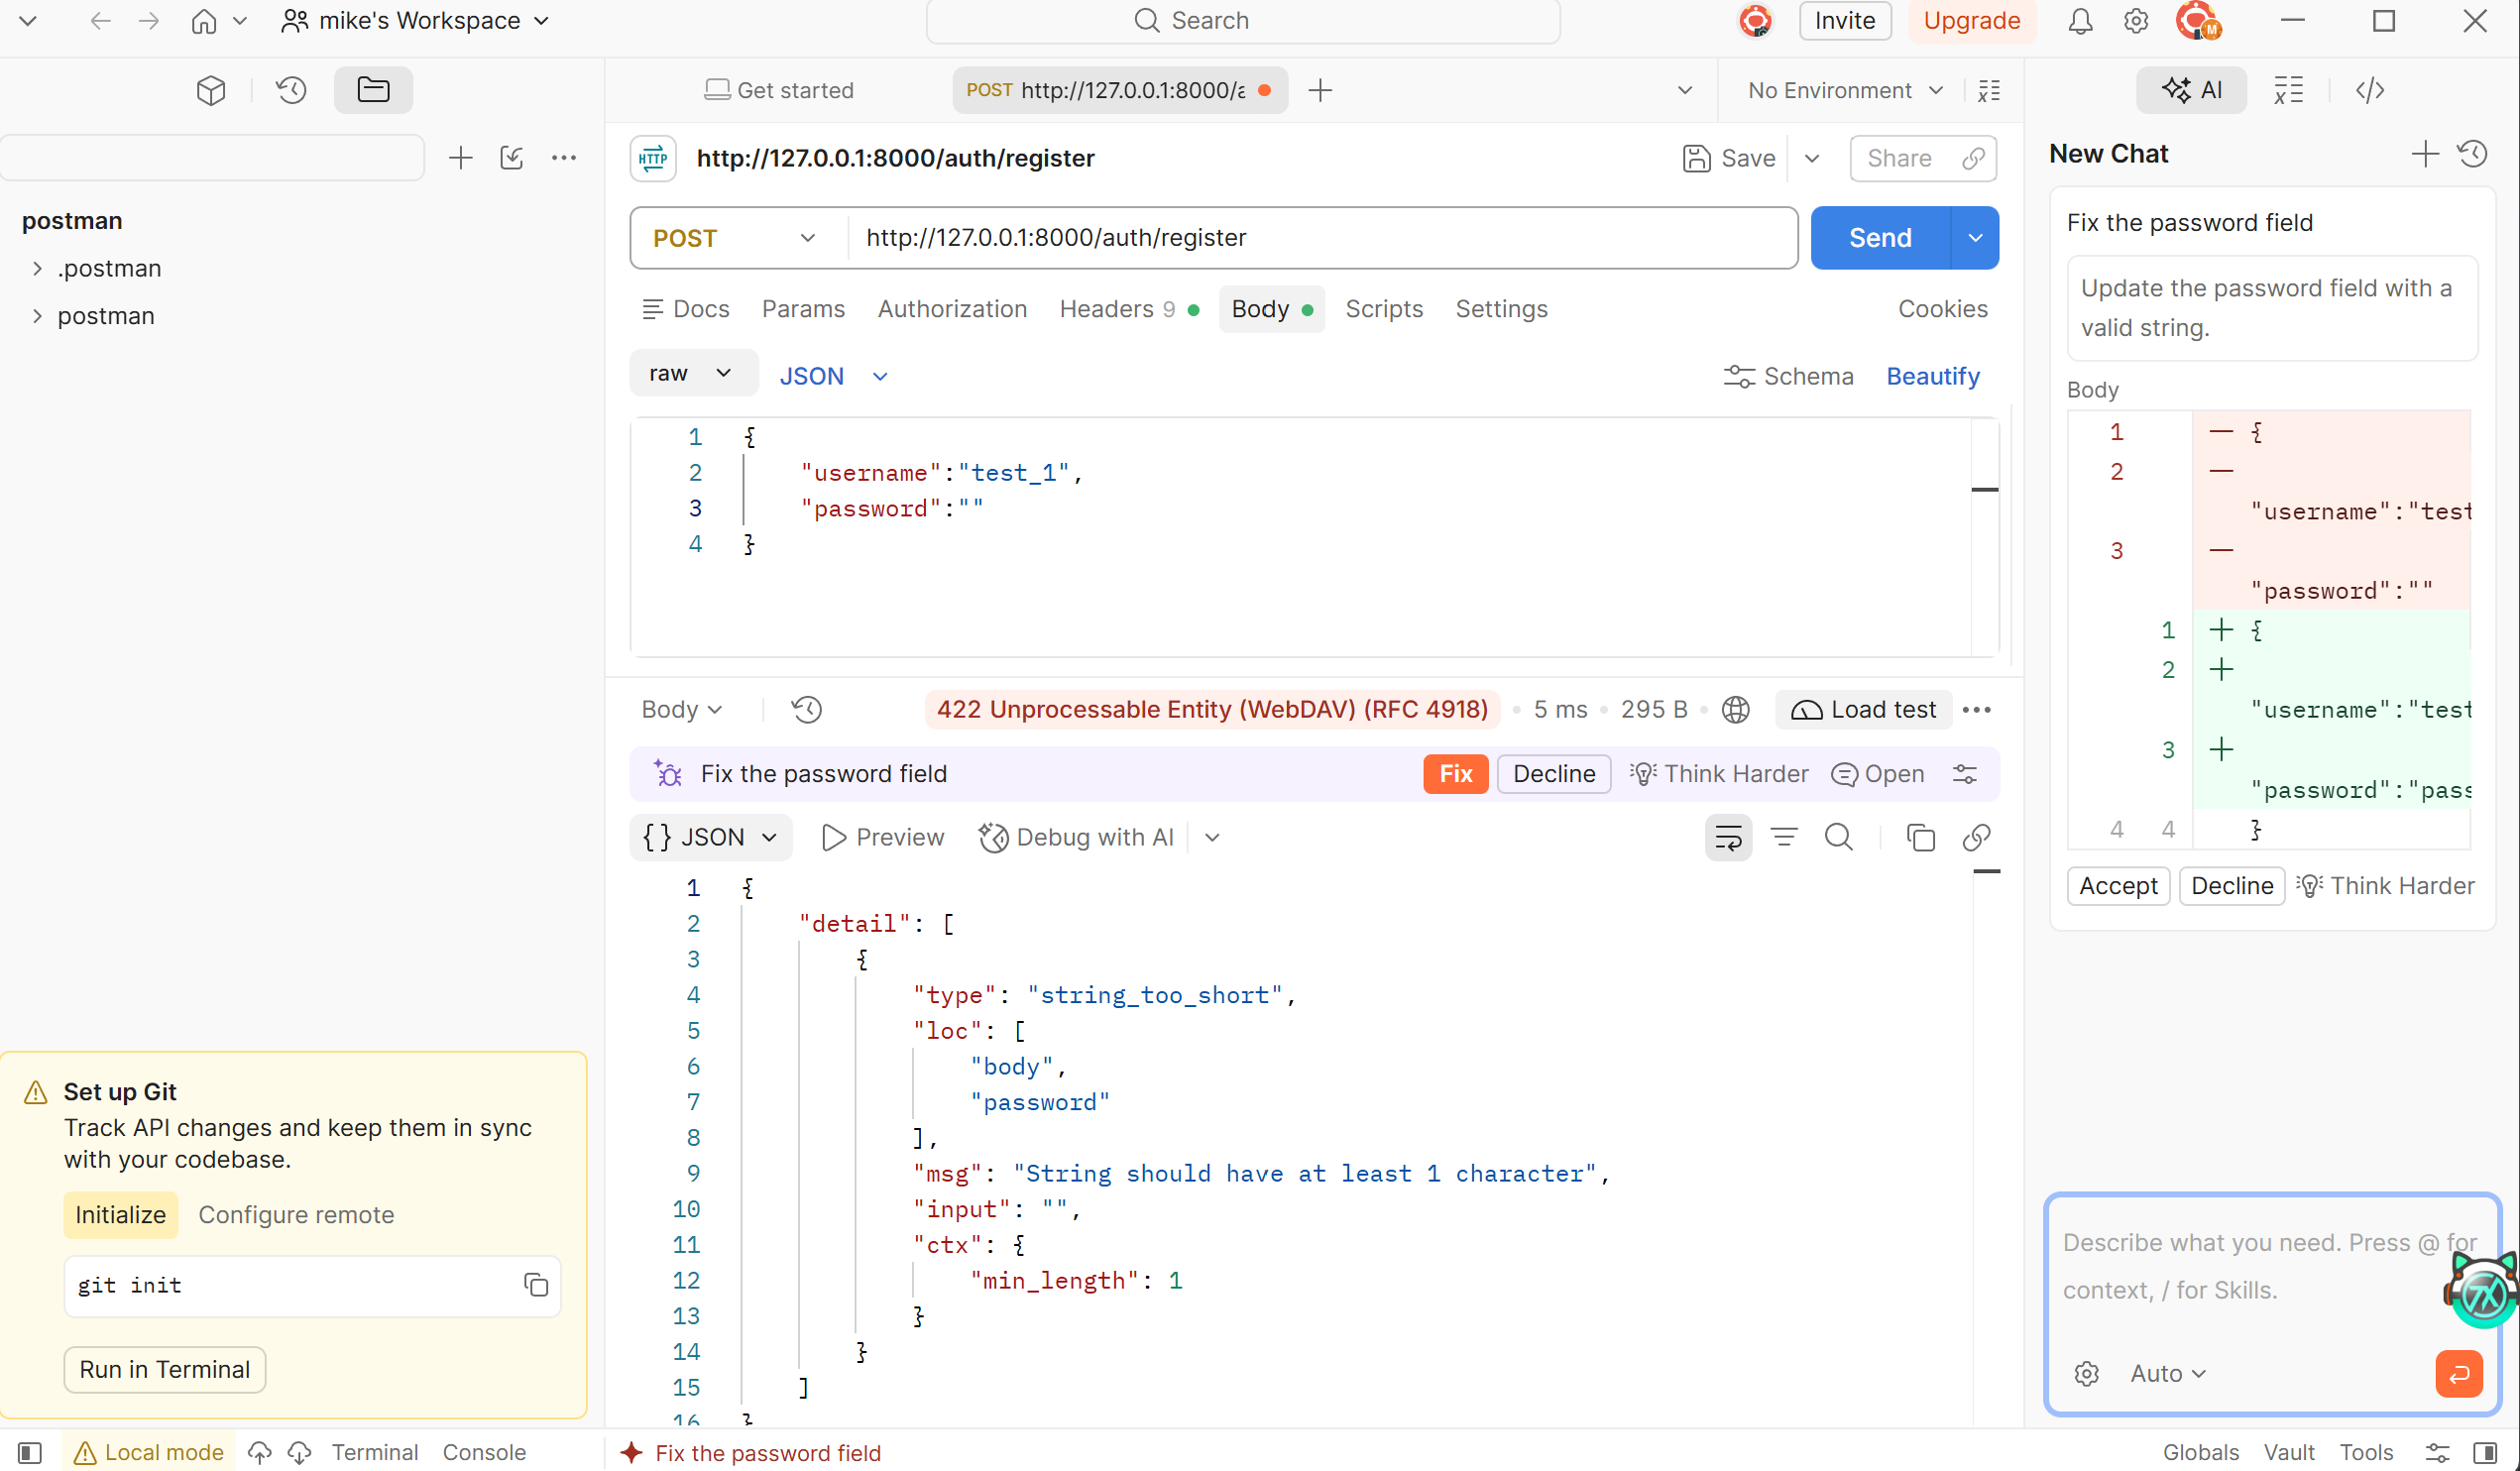 mike's Workspace
Search
Invite
Upgrade
M
Get started
POST http://127.0.0.1:8000/a
No Environment
AI
HTTP
http://127.0.0.1:8000/auth/register
Save
Share
New Chat
postman
.postman
postman
POST
http://127.0.0.1:8000/auth/register
Send
Docs
Params
Authorization
Headers 9
Body
Scripts
Settings
Cookies
raw
JSON
Schema
Beautify
1 {
2 "username":"test_1",
3 "password":""
4 }
Body
422 Unprocessable Entity (WebDAV) (RFC 4918)
5 ms
295 B
Load test
Fix the password field
Fix
Decline
Think Harder
Open
{ } JSON
Preview
Debug with AI
1 {
2 "detail": [
3 {
4 "type": "string_too_short",
5 "loc": [
6 "body",
7 "password"
8 ],
9 "msg": "String should have at least 1 character",
10 "input": "",
11 "ctx": {
12 "min_length": 1
13 }
14 }
15 ]
16 }
Fix the password field
Update the password field with a
valid string.
Body
1 — {
2 —
"username":"test
3 —
"password":""
1 + {
2 +
"username":"test
3 +
"password":"pass
4 4 }
Accept
Decline
Think Harder
Set up Git
Track API changes and keep them in sync
with your codebase.
Initialize
Configure remote
git init
Run in Terminal
Describe what you need. Press @ for
context, / for Skills.
7X
Auto
Local mode
Terminal
Console
Fix the password field
Globals
Vault
Tools